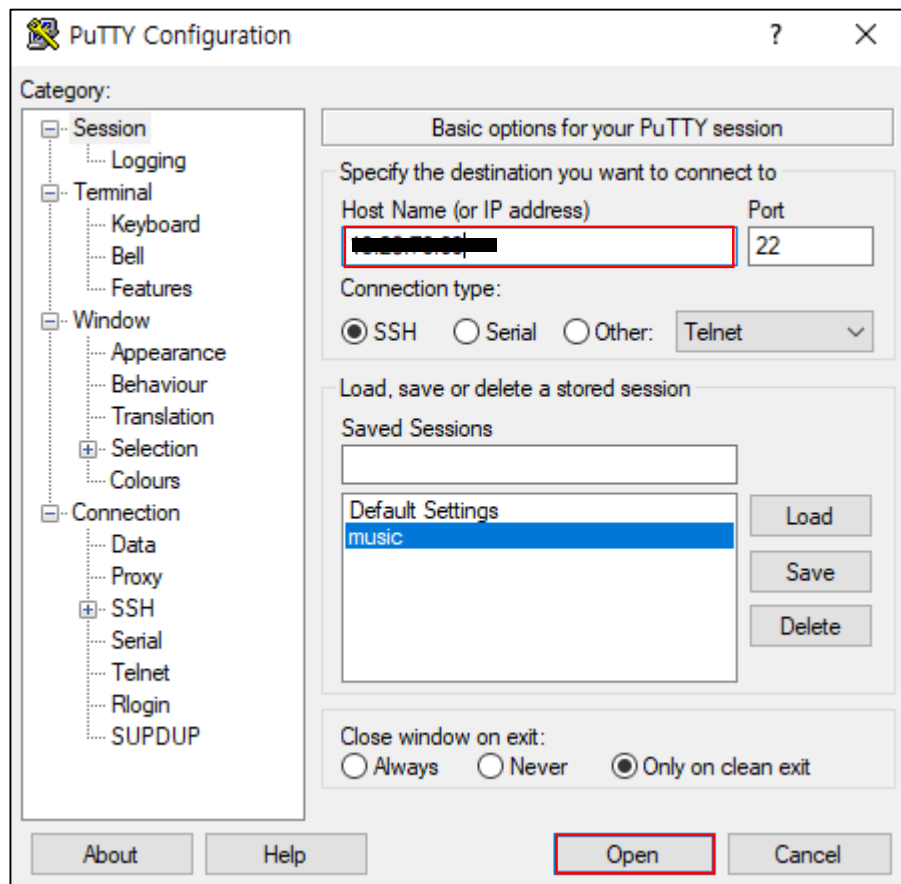 PuTTY Configuration
?
Category:
Session
Logging
Terminal
Keyboard
Bell
Features
Window
Appearance
Behaviour
Translation
Selection
Colours
Connection
Data
Proxy
SSH
Serial
Telnet
Rlogin
SUPDUP
Basic options for your PuTTY session
Specify the destination you want to connect to
Host Name (or IP address)
Port
22
Connection type:
SSH
Serial
Other:
Telnet
Load, save or delete a stored session
Saved Sessions
Default Settings
music
Load
Save
Delete
Close window on exit:
Always
Never
Only on clean exit
About
Help
Open
Cancel